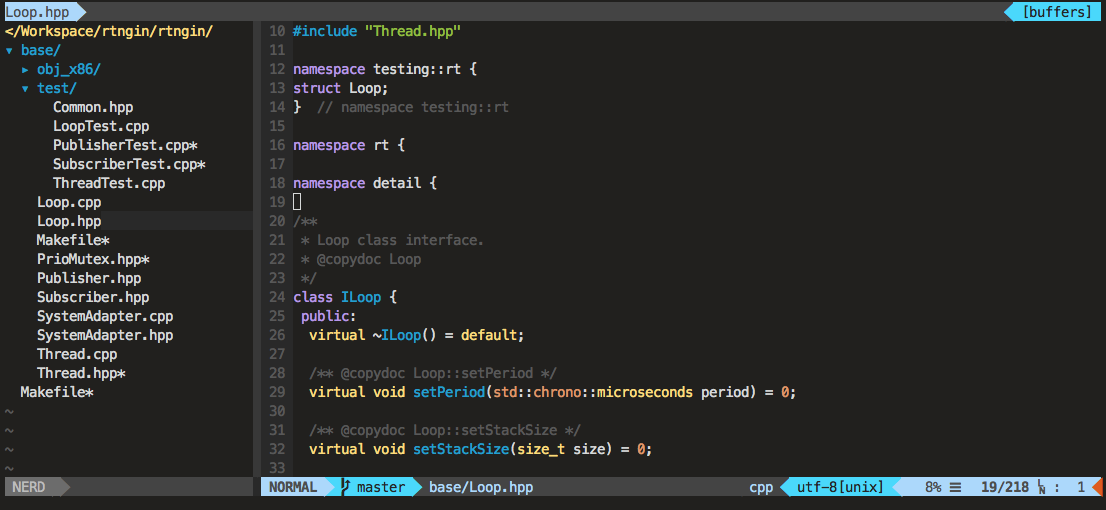 Loop.hpp
[buffers]
</Workspace/rtngin/rtngin/
▾ base/
▸ obj_x86/
▾ test/
Common.hpp
LoopTest.cpp
PublisherTest.cpp*
SubscriberTest.cpp*
ThreadTest.cpp
Loop.cpp
Loop.hpp
Makefile*
PrioMutex.hpp*
Publisher.hpp
Subscriber.hpp
SystemAdapter.cpp
SystemAdapter.hpp
Thread.cpp
Thread.hpp*
Makefile*
~
~
~
~
NERD
10 #include "Thread.hpp"
11
12 namespace testing::rt {
13 struct Loop;
14 }  // namespace testing::rt
15
16 namespace rt {
17
18 namespace detail {
19
20 /**
21  * Loop class interface.
22  * @copydoc Loop
23  */
24 class ILoop {
25  public:
26   virtual ~ILoop() = default;
27
28   /** @copydoc Loop::setPeriod */
29   virtual void setPeriod(std::chrono::microseconds period) = 0;
30
31   /** @copydoc Loop::setStackSize */
32   virtual void setStackSize(size_t size) = 0;
33
NORMAL master base/Loop.hpp cpp utf-8[unix] 8% ☰ 19/218 ㏑ : 1